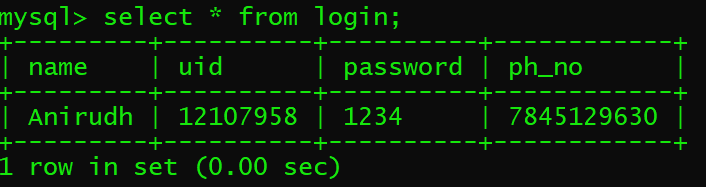 mysql> select * from login;
+---------+----------+----------+------------+
| name    | uid      | password | ph_no      |
+---------+----------+----------+------------+
| Anirudh | 12107958 | 1234     | 7845129630 |
+---------+----------+----------+------------+
1 row in set (0.00 sec)